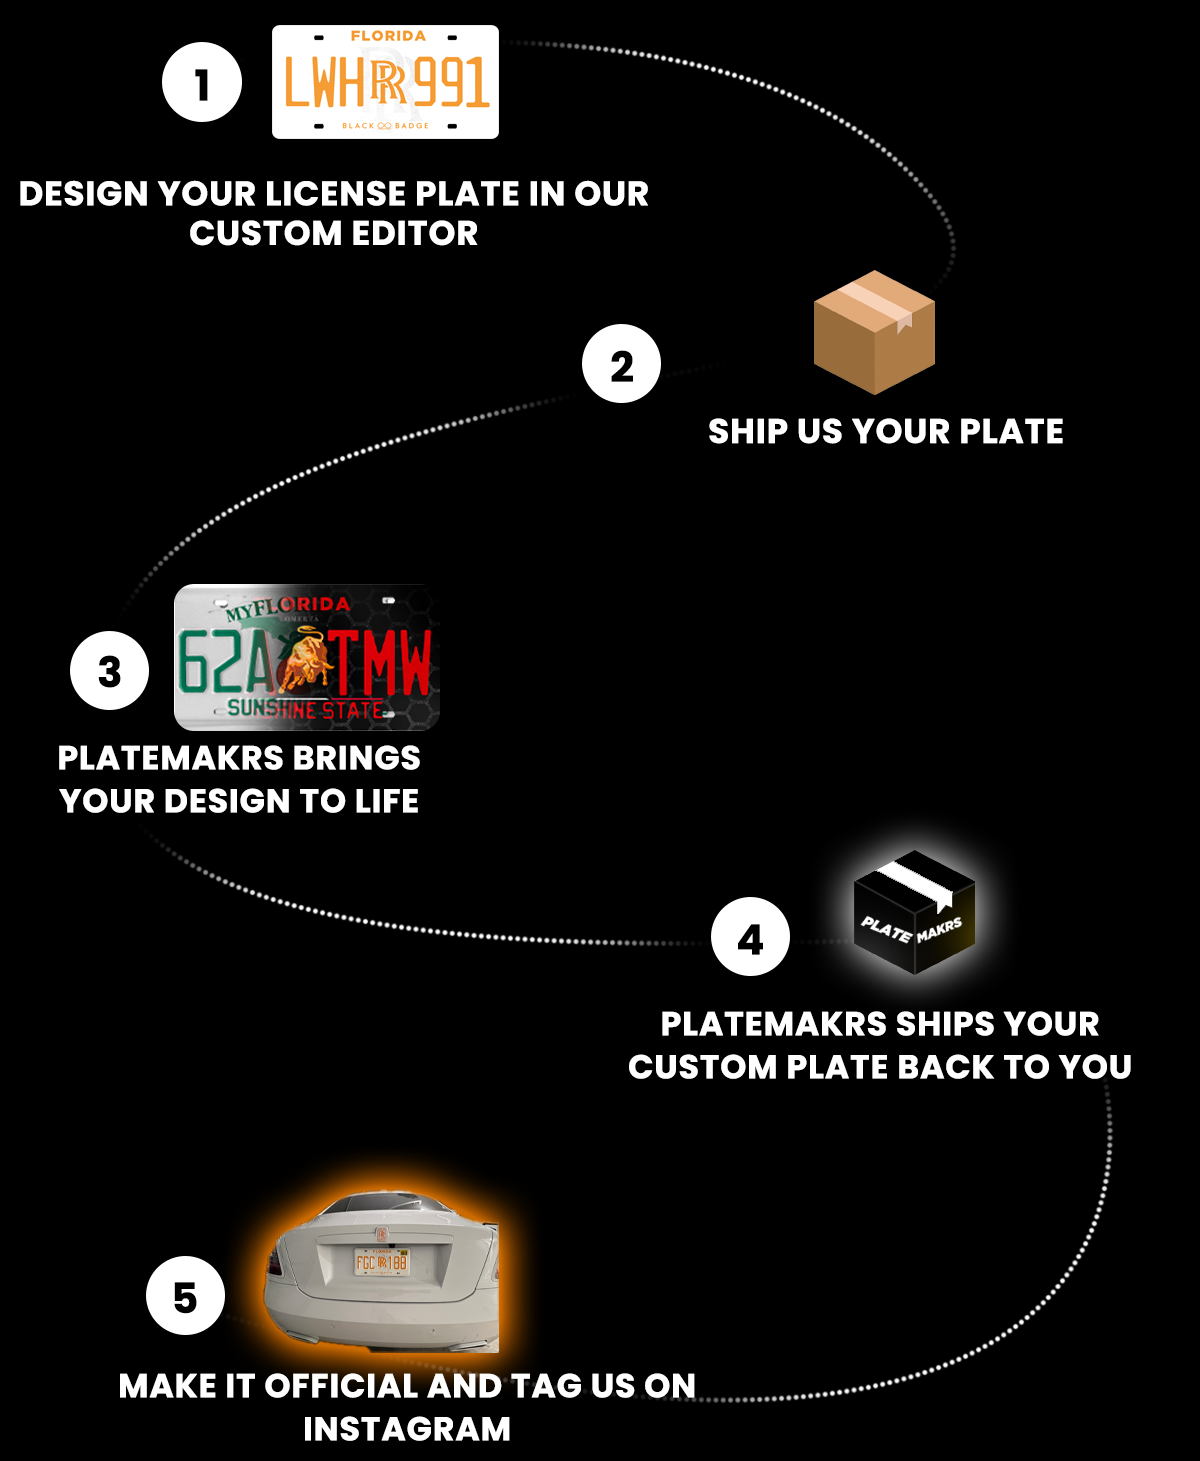 1
FLORIDA
LWH RR 991
BLACK BADGE
DESIGN YOUR LICENSE PLATE IN OUR
CUSTOM EDITOR
2
SHIP US YOUR PLATE
3
MYFLORIDA
OMERTA
62A TMW
SUNSHINE STATE
PLATEMAKRS BRINGS
YOUR DESIGN TO LIFE
4
PLATE MAKRS
PLATEMAKRS SHIPS YOUR
CUSTOM PLATE BACK TO YOU
5
FLORIDA
FGC RR 188
MAKE IT OFFICIAL AND TAG US ON
INSTAGRAM